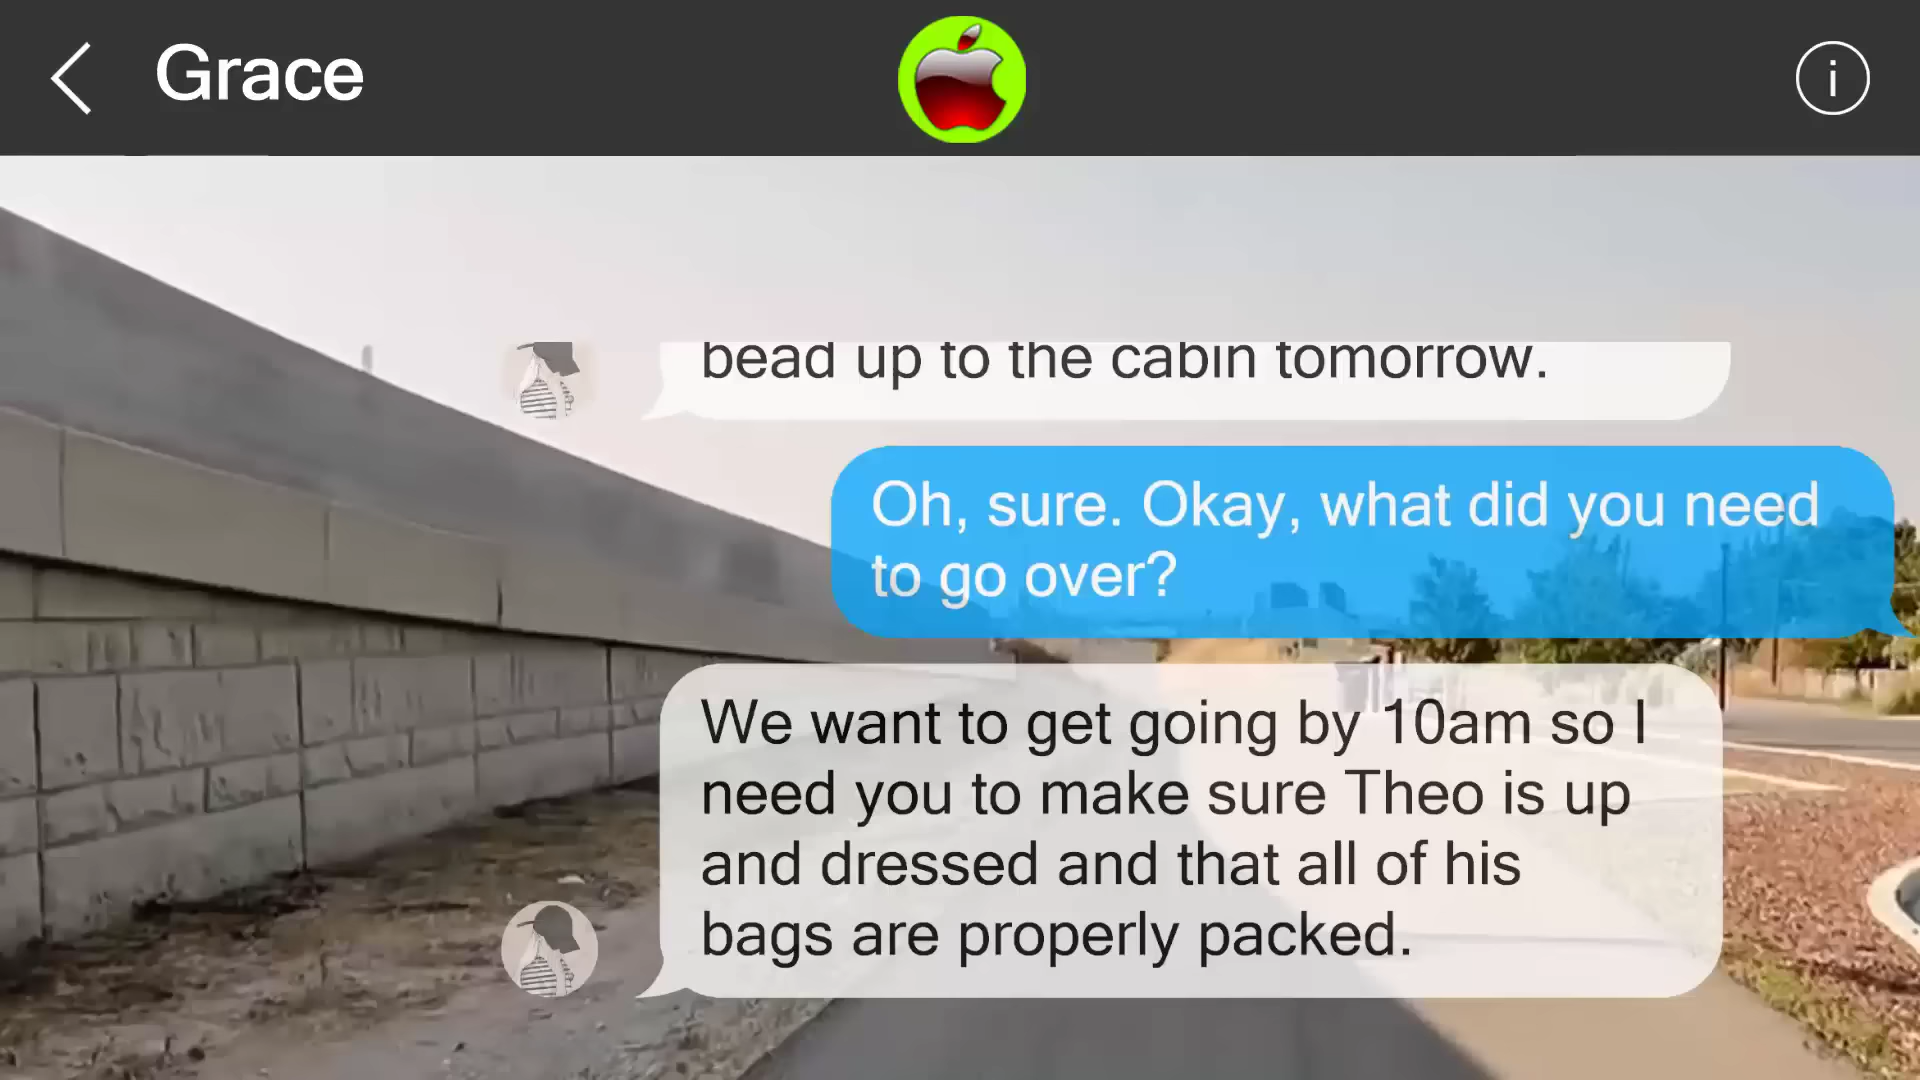 Grace
bead up to the cabin tomorrow.
Oh, sure. Okay, what did you need
to go over?
We want to get going by 10am so I
need you to make sure Theo is up
and dressed and that all of his
bags are properly packed.